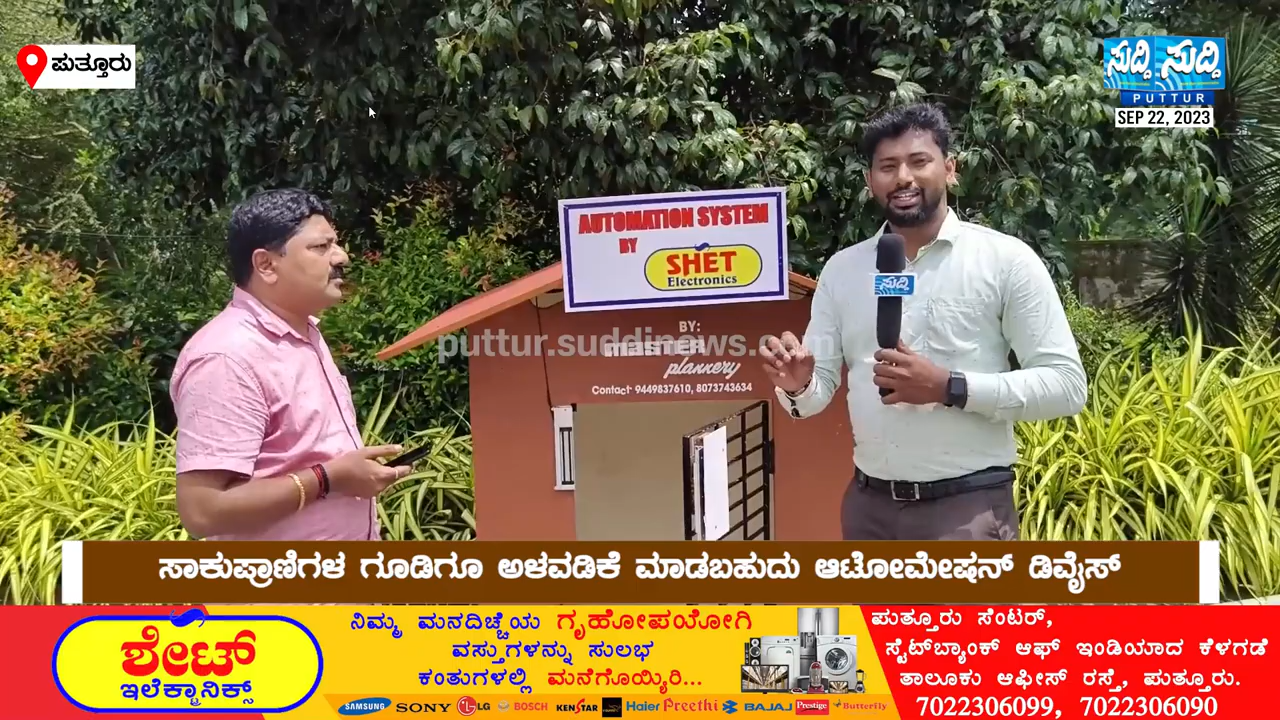 ಪುತ್ತೂರು
ಸುದ್ದಿ ಸುದ್ದಿ
PUTTUR
SEP 22, 2023
AUTOMATION SYSTEM
BY
SHET
Electronics
ಸುದ್ದಿ
puttur.suddinews.com
BY:
master
plannery
Contact 9449837610, 8073743634
ಸಾಕುಪ್ರಾಣಿಗಳ ಗೂಡಿಗೂ ಅಳವಡಿಕೆ ಮಾಡಬಹುದು ಆಟೋಮೇಷನ್ ಡಿವೈಸ್
ಶೇಟ್
ಇಲೆಕ್ಟ್ರಾನಿಕ್ಸ್
ನಿಮ್ಮ ಮನದಿಚ್ಛೆಯ ಗೃಹೋಪಯೋಗಿ
ವಸ್ತುಗಳನ್ನು ಸುಲಭ
ಕಂತುಗಳಲ್ಲಿ ಮನೆಗೊಯ್ಯಿರಿ...
SAMSUNG SONY LG BOSCH KENSTAR Haier Preethi BAJAJ Prestige Butterfly
ಪುತ್ತೂರು ಸೆಂಟರ್,
ಸ್ಟೆಟ್‌ಬ್ಯಾಂಕ್ ಆಫ್ ಇಂಡಿಯಾದ ಕೆಳಗಡೆ
ತಾಲೂಕು ಆಫೀಸ್ ರಸ್ತೆ, ಪುತ್ತೂರು.
7022306099, 7022306090